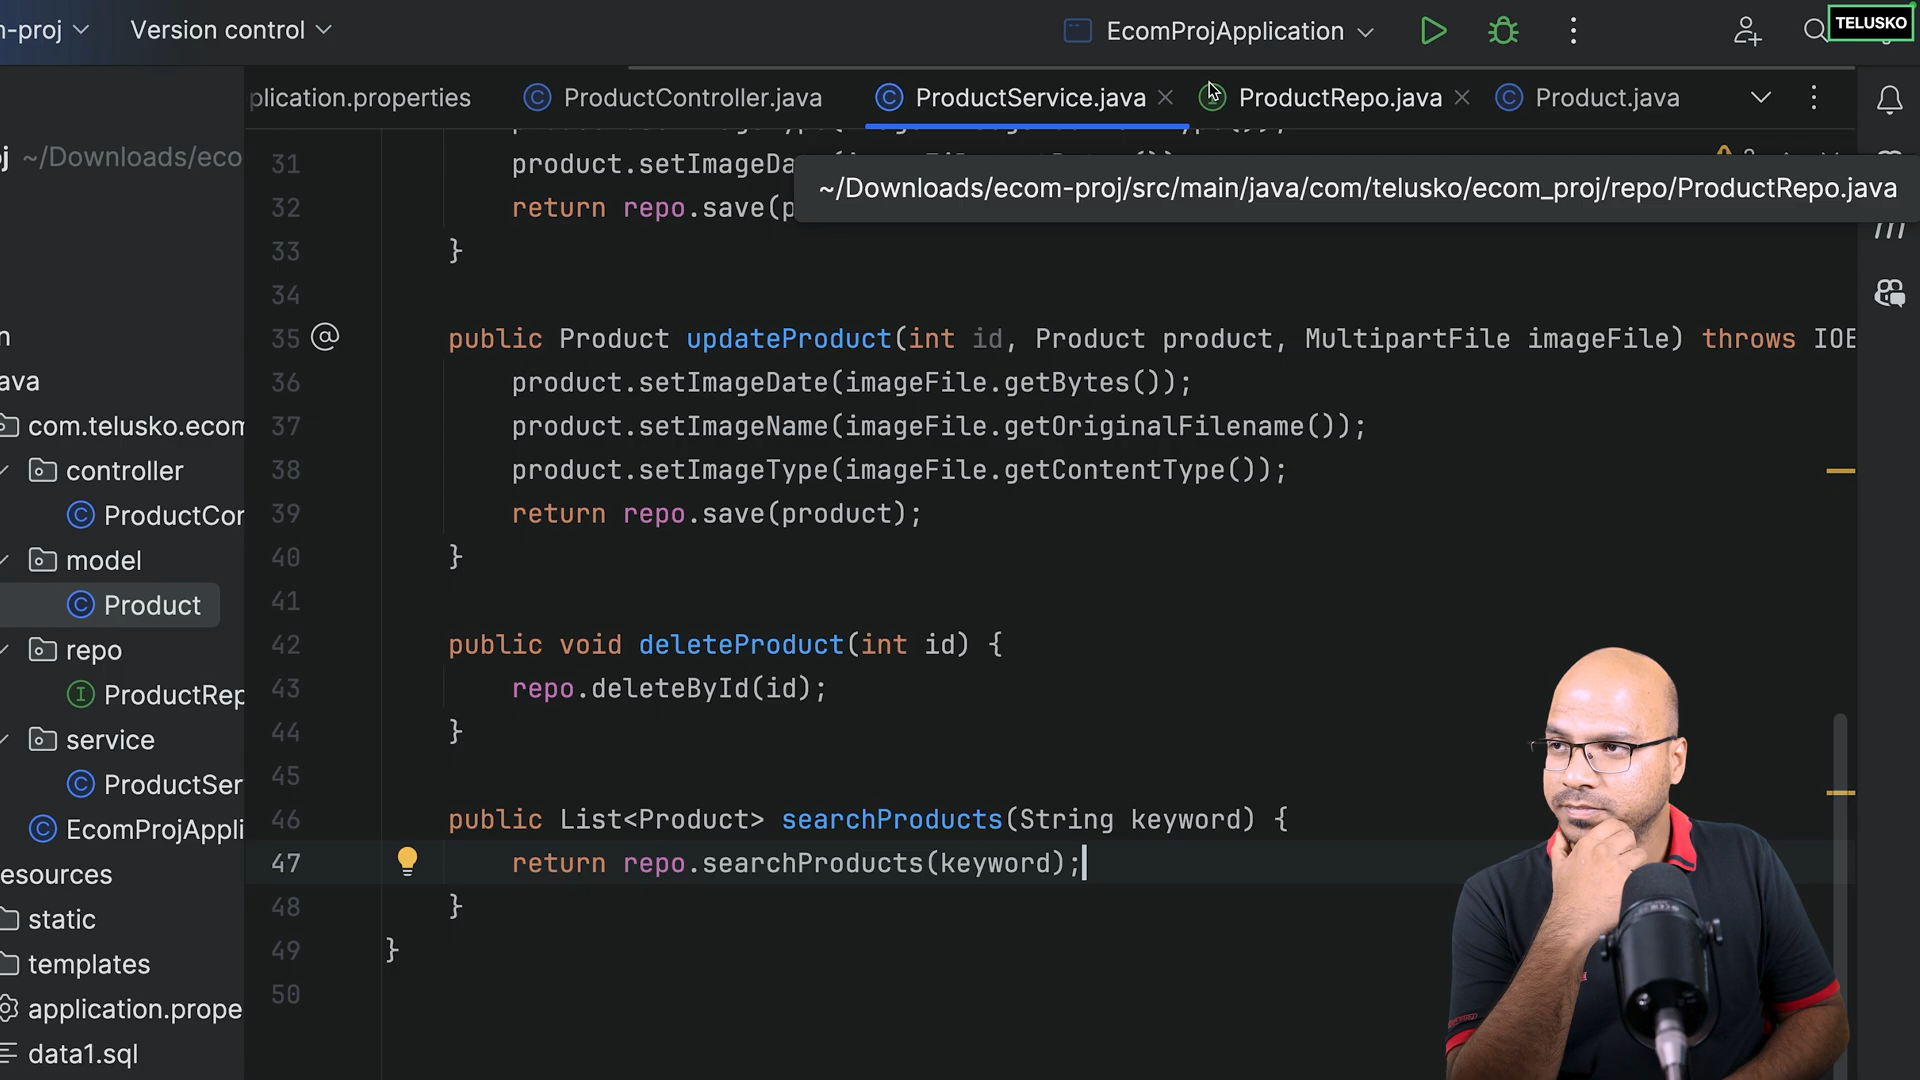 -proj
Version control
EcomProjApplication
TELUSKO
plication.properties
ProductController.java
ProductService.java
ProductRepo.java
Product.java
~/Downloads/ecom-proj/src/main/java/com/telusko/ecom_proj/repo/ProductRepo.java
j ~/Downloads/eco
n
ava
com.telusko.ecom
controller
ProductCon
model
Product
repo
ProductRep
service
ProductSer
EcomProjAppli
esources
static
templates
application.prope
data1.sql
31 product.setImageDa
32 return repo.save(p
33 }
34
35 @ public Product updateProduct(int id, Product product, MultipartFile imageFile) throws IOE
36 product.setImageDate(imageFile.getBytes());
37 product.setImageName(imageFile.getOriginalFilename());
38 product.setImageType(imageFile.getContentType());
39 return repo.save(product);
40 }
41
42 public void deleteProduct(int id) {
43 repo.deleteById(id);
44 }
45
46 public List<Product> searchProducts(String keyword) {
47 return repo.searchProducts(keyword);
48 }
49 }
50